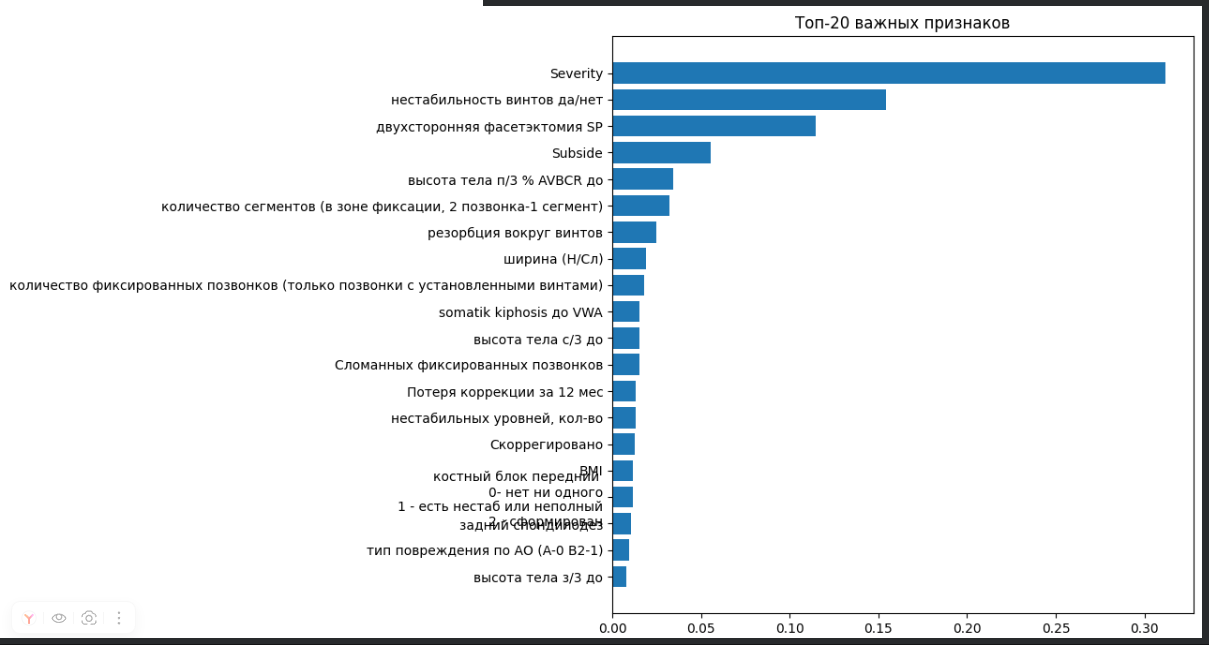 Топ-20 важных признаков
Severity
нестабильность винтов да/нет
двухсторонняя фасетэктомия SP
Subside
высота тела п/3 % AVBCR до
количество сегментов (в зоне фиксации, 2 позвонка-1 сегмент)
резорбция вокруг винтов
ширина (Н/Сл)
количество фиксированных позвонков (только позвонки с установленными винтами)
somatik kiphosis до VWA
высота тела с/3 до
Сломанных фиксированных позвонков
Потеря коррекции за 12 мес
нестабильных уровней, кол-во
Скоррегировано
BMI
костный блок передний
0- нет ни одного
1 - есть нестаб или неполный
2 - сформирован
задний спондилодез
тип повреждения по АО (А-0 В2-1)
высота тела з/3 до
0.00 0.05 0.10 0.15 0.20 0.25 0.30